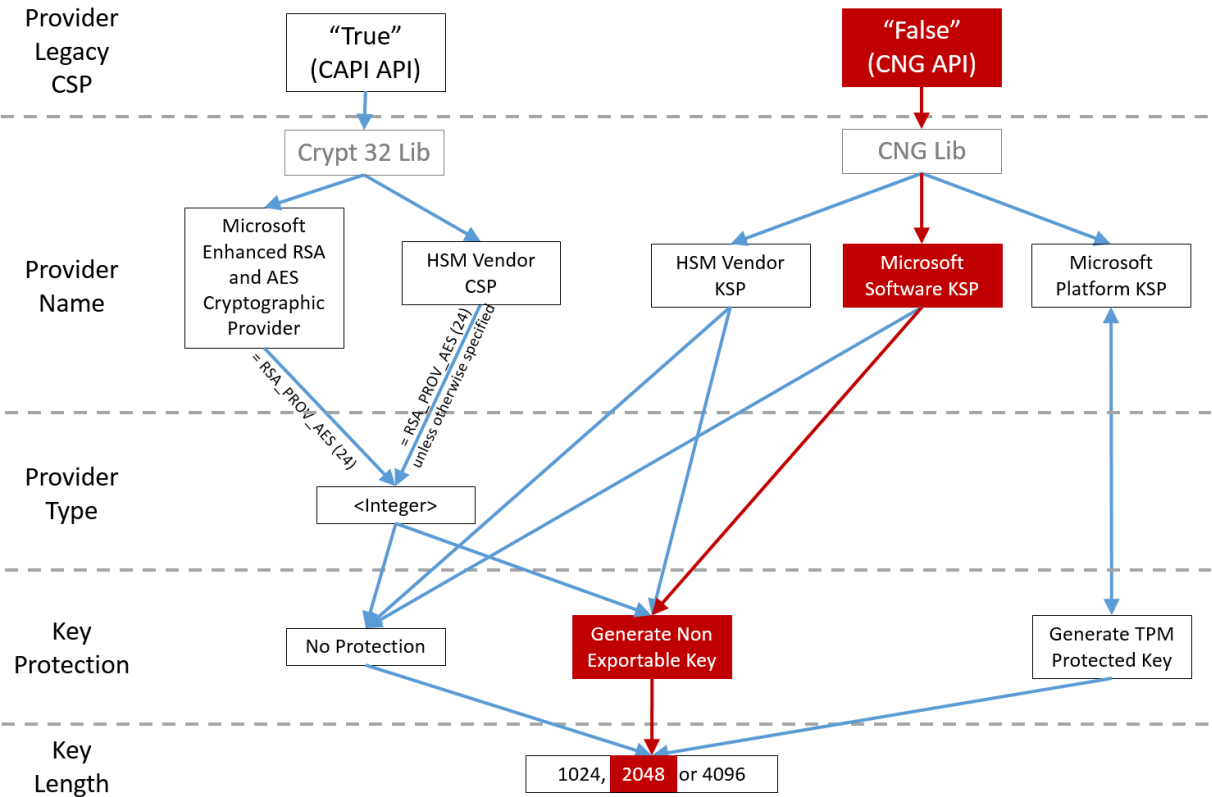 Provider
Legacy
CSP
“True”
(CAPI API)
“False”
(CNG API)
Crypt 32 Lib
CNG Lib
Provider
Name
Microsoft
Enhanced RSA
and AES
Cryptographic
Provider
HSM Vendor
CSP
HSM Vendor
KSP
Microsoft
Software KSP
Microsoft
Platform KSP
= RSA_PROV_AES (24)
= RSA_PROV_AES (24)
unless otherwise specified
Provider
Type
<Integer>
Key
Protection
No Protection
Generate Non
Exportable Key
Generate TPM
Protected Key
Key
Length
1024, 2048 or 4096